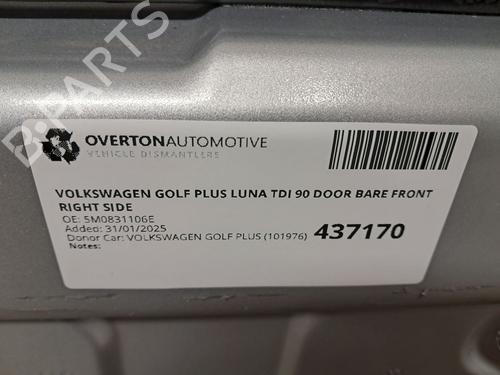 B-PARTS
OVERTONAUTOMOTIVE
VEHICLE DISMANTLERS
VOLKSWAGEN GOLF PLUS LUNA TDI 90 DOOR BARE FRONT
RIGHT SIDE
OE: 5M0831106E
Added: 31/01/2025
Donor Car: VOLKSWAGEN GOLF PLUS (101976) 437170
Notes: